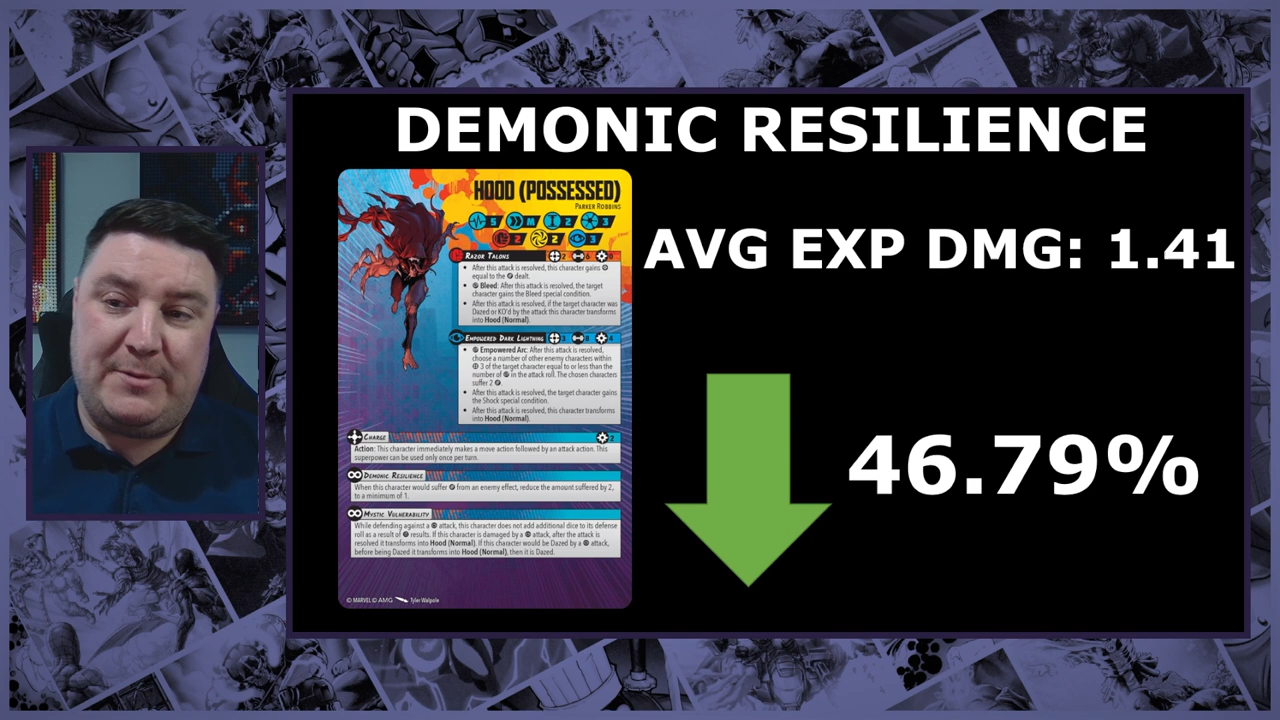 DEMONIC RESILIENCE
HOOD (POSSESSED)
PARKER ROBBINS
5 M 2 3
2 2 3
RAZOR TALONS 2 6 0
After this attack is resolved, this character gains
equal to the dealt.
Bleed: After this attack is resolved, the target
character gains the Bleed special condition.
After this attack is resolved, if the target character was
Dazed or KO'd by the attack this character transforms
into Hood (Normal).
EMPOWERED DARK LIGHTNING
Empowered Arc: After this attack is resolved,
choose a number of other enemy characters within
3 of the target character equal to or less than the
number of in the attack roll. The chosen characters
suffer 2 .
After this attack is resolved, the target character gains
the Shock special condition.
After this attack is resolved, this character transforms
into Hood (Normal).
CHARGE 2
Action: This character immediately makes a move action followed by an attack action. This
superpower can be used only once per turn.
DEMONIC RESILIENCE
When this character would suffer from an enemy effect, reduce the amount suffered by 2,
to a minimum of 1.
MYSTIC VULNERABILITY
While defending against a attack, this character does not add additional dice to its defense
roll as a result of results. If this character is damaged by a attack, after the attack is
resolved it transforms into Hood (Normal). If this character would be Dazed by a attack,
before being Dazed it transforms into Hood (Normal), then it is Dazed.
© MARVEL © AMG Tyler Walpole
AVG EXP DMG: 1.41
46.79%